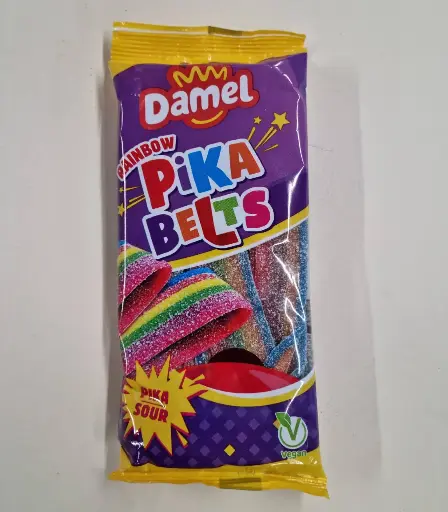 Damel
RAINBOW
PiKA
BELTS
PIKA
SOUR
vegan